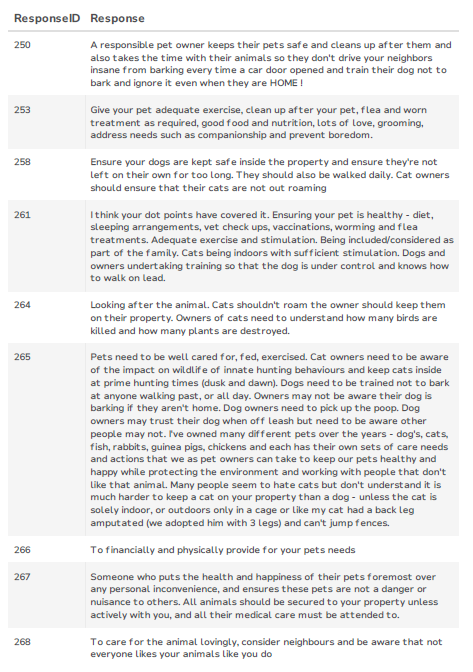 ResponseID Response
250 A responsible pet owner keeps their pets safe and cleans up after them and
also takes the time with their animals so they don't drive your neighbors
insane from barking every time a car door opened and train their dog not to
bark and ignore it even when they are HOME !
253 Give your pet adequate exercise, clean up after your pet, flea and worn
treatment as required, good food and nutrition, lots of love, grooming,
address needs such as companionship and prevent boredom.
258 Ensure your dogs are kept safe inside the property and ensure they're not
left on their own for too long. They should also be walked daily. Cat owners
should ensure that their cats are not out roaming
261 I think your dot points have covered it. Ensuring your pet is healthy - diet,
sleeping arrangements, vet check ups, vaccinations, worming and flea
treatments. Adequate exercise and stimulation. Being included/considered as
part of the family. Cats being indoors with sufficient stimulation. Dogs and
owners undertaking training so that the dog is under control and knows how
to walk on lead.
264 Looking after the animal. Cats shouldn't roam the owner should keep them
on their property. Owners of cats need to understand how many birds are
killed and how many plants are destroyed.
265 Pets need to be well cared for, fed, exercised. Cat owners need to be aware
of the impact on wildlife of innate hunting behaviours and keep cats inside
at prime hunting times (dusk and dawn). Dogs need to be trained not to bark
at anyone walking past, or all day. Owners may not be aware their dog is
barking if they aren't home. Dog owners need to pick up the poop. Dog
owners may trust their dog when off leash but need to be aware other
people may not. I've owned many different pets over the years - dog's, cats,
fish, rabbits, guinea pigs, chickens and each has their own sets of care needs
and actions that we as pet owners can take to keep our pets healthy and
happy while protecting the environment and working with people that don't
like that animal. Many people seem to hate cats but don't understand it is
much harder to keep a cat on your property than a dog - unless the cat is
solely indoor, or outdoors only in a cage or like my cat had a back leg
amputated (we adopted him with 3 legs) and can't jump fences.
266 To financially and physically provide for your pets needs
267 Someone who puts the health and happiness of their pets foremost over
any personal inconvenience, and ensures these pets are not a danger or
nuisance to others. All animals should be secured to your property unless
actively with you, and all their medical care must be attended to.
268 To care for the animal lovingly, consider neighbours and be aware that not
everyone likes your animals like you do